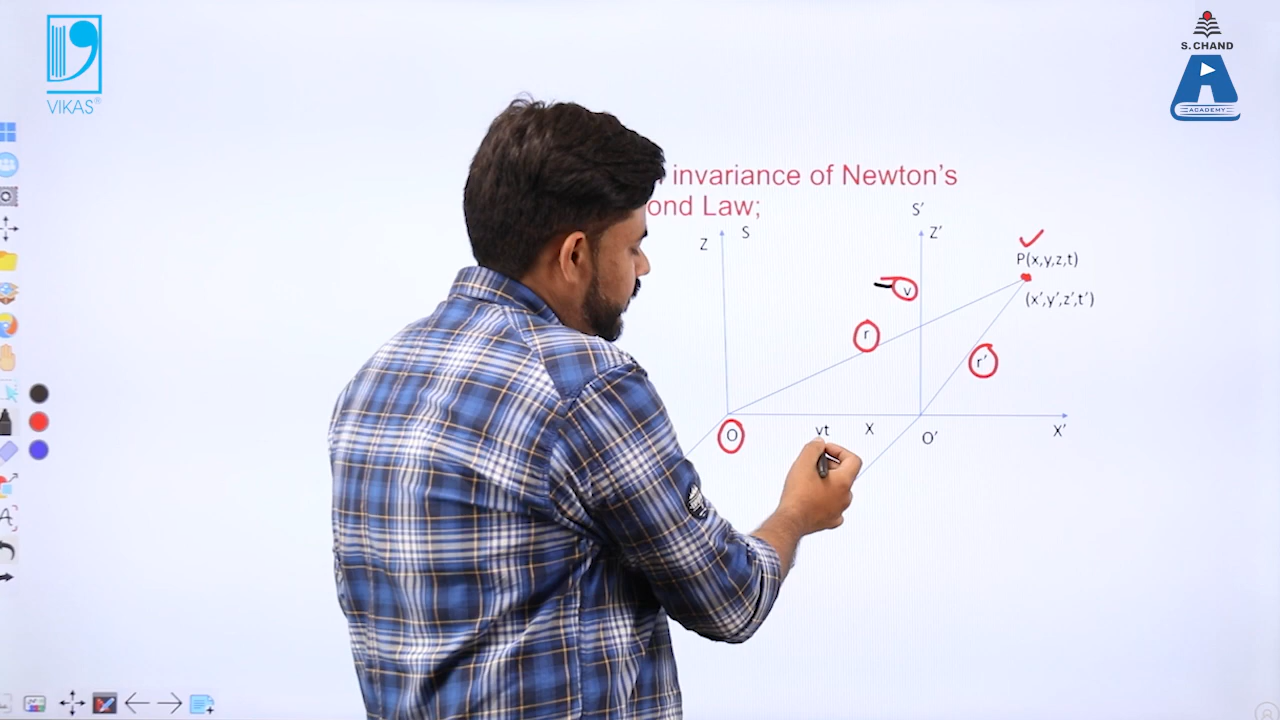 VIKAS®
S. CHAND
ACADEMY
invariance of Newton's
ond Law;
S'
Z S
Z'
P(x,y,z,t)
v
(x',y',z',t')
r
r'
O vt X O' X'